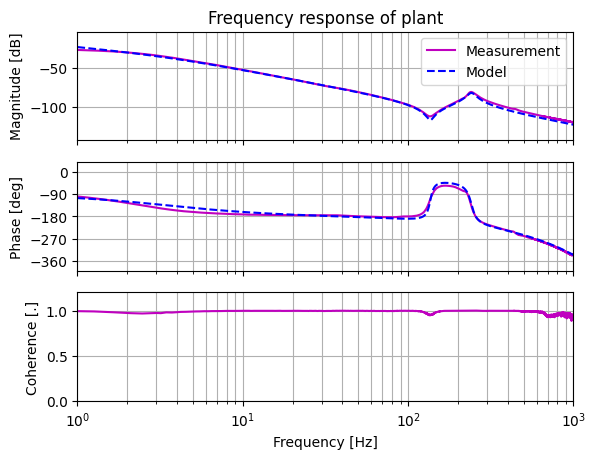 Frequency response of plant
Magnitude [dB]
−50
−100
Measurement
Model
Phase [deg]
0
−90
−180
−270
−360
Coherence [.]
1.0
0.5
0.0
10⁰
10¹
10²
10³
Frequency [Hz]